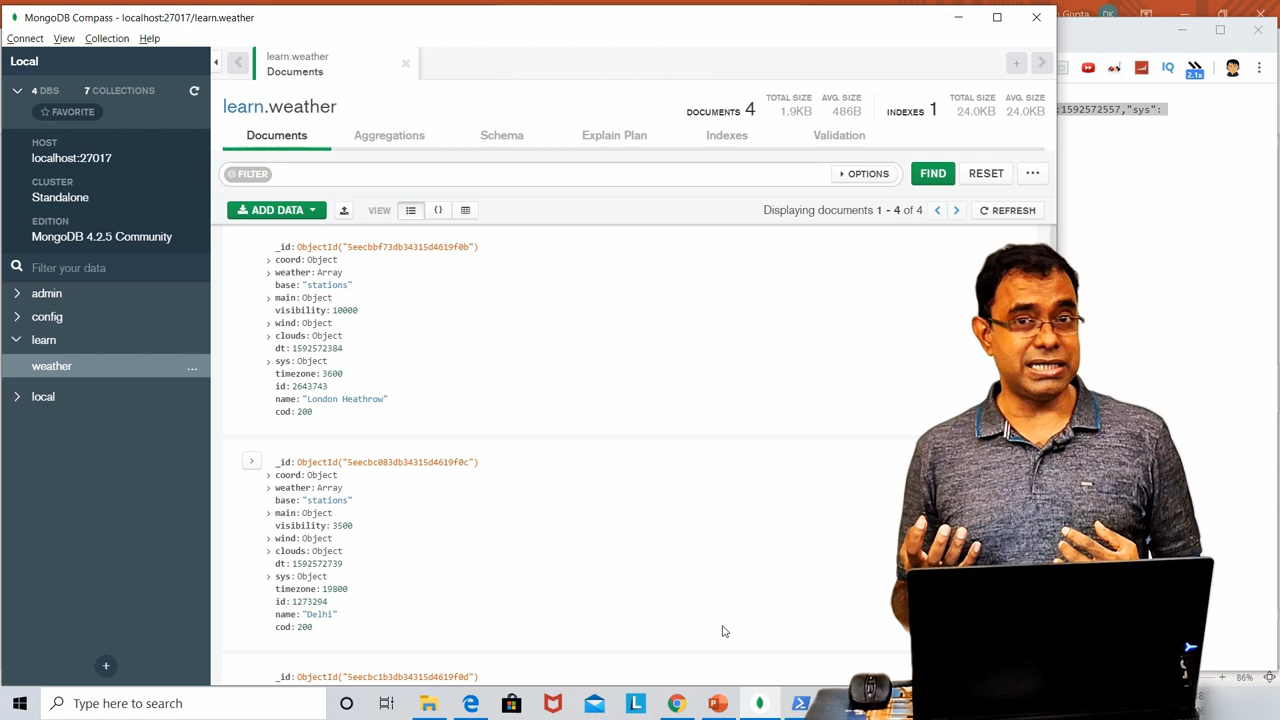 MongoDB Compass - localhost:27017/learn.weather
Gupta
DK
Connect View Collection Help
Local
learn.weather
Documents
4 DBS 7 COLLECTIONS
FAVORITE
HOST
localhost:27017
CLUSTER
Standalone
EDITION
MongoDB 4.2.5 Community
Filter your data
admin
config
learn
weather
...
local
learn.weather
DOCUMENTS 4
TOTAL SIZE
1.9KB
AVG. SIZE
486B
INDEXES 1
TOTAL SIZE
24.0KB
AVG. SIZE
24.0KB
IQ
2.1x
:1592572557,"sys":
Documents Aggregations Schema Explain Plan Indexes Validation
FILTER
OPTIONS
FIND
RESET
...
ADD DATA
VIEW
{}
Displaying documents 1 - 4 of 4
REFRESH
_id:ObjectId("5eecbbf73db34315d4619f0b")
coord:Object
weather:Array
base:"stations"
main:Object
visibility:10000
wind:Object
clouds:Object
dt:1592572384
sys:Object
timezone:3600
id:2643743
name:"London Heathrow"
cod:200
_id:ObjectId("5eecbc083db34315d4619f0c")
coord:Object
weather:Array
base:"stations"
main:Object
visibility:3500
wind:Object
clouds:Object
dt:1592572739
sys:Object
timezone:19800
id:1273294
name:"Delhi"
cod:200
_id:ObjectId("5eecbc1b3db34315d4619f0d")
86%
Type here to search